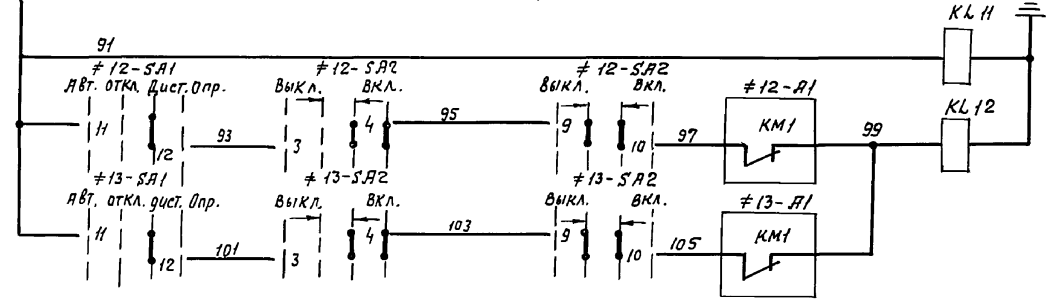 KL 11
91
≠ 12-SA1
≠ 12-SA2
≠ 12-SA2
Авт. откл. Дист. Опр.
Выкл.
Вкл.
Выкл.
вкл.
≠12-A1
KL 12
11
12
93
3
4
95
9
10
97
KM1
99
≠13-SA1
≠ 13-SA2
≠13-SA2
Авт. откл. дист. Опр.
Выкл.
Вкл.
Выкл.
вкл.
≠13-A1
11
12
101
3
4
103
9
10
105
KM1